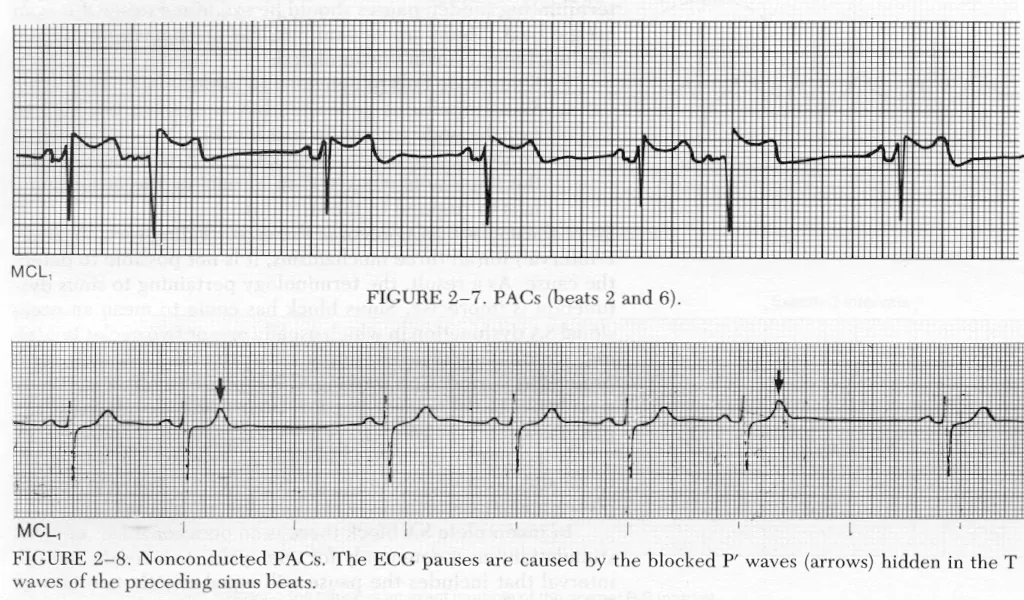 MCL₁
FIGURE 2–7. PACs (beats 2 and 6).
MCL₁
FIGURE 2–8. Nonconducted PACs. The ECG pauses are caused by the blocked P′ waves (arrows) hidden in the T
waves of the preceding sinus beats.